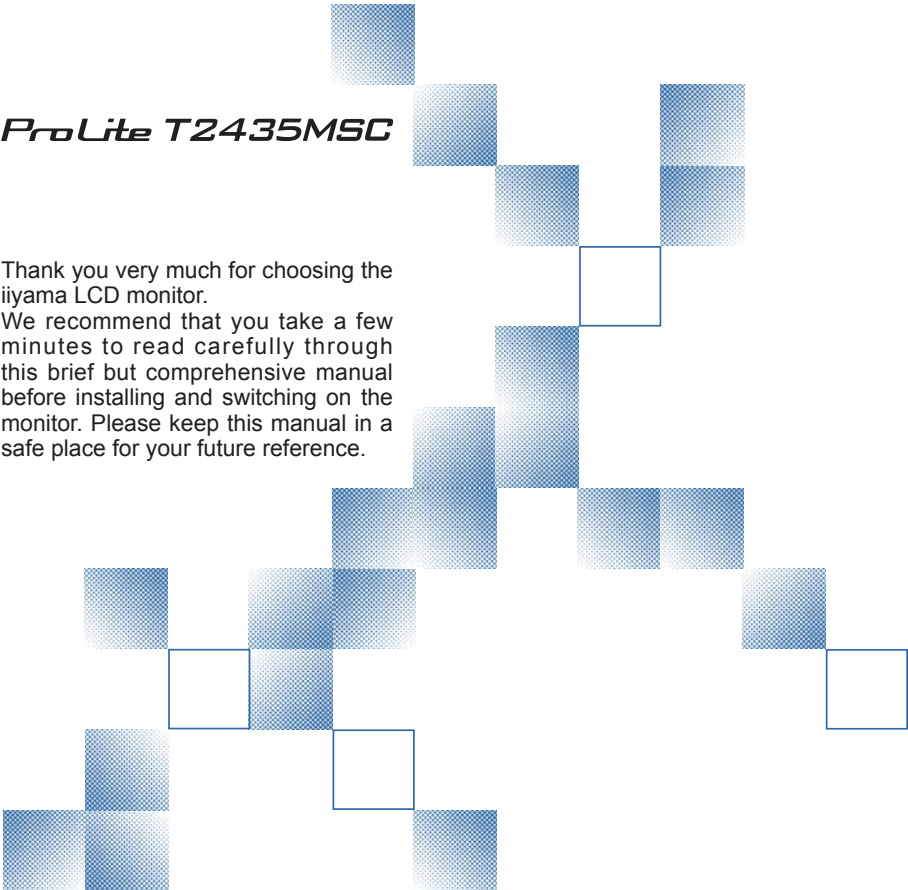 ProLite T2435MSC
Thank you very much for choosing the
iiyama LCD monitor.
We recommend that you take a few
minutes to read carefully through
this brief but comprehensive manual
before installing and switching on the
monitor. Please keep this manual in a
safe place for your future reference.